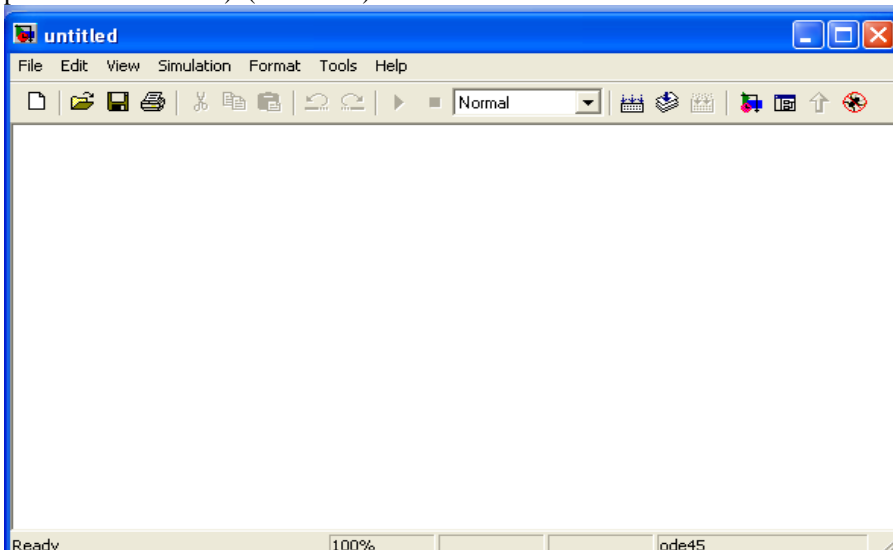 untitled
File Edit View Simulation Format Tools Help
Normal
Ready 100% ode45